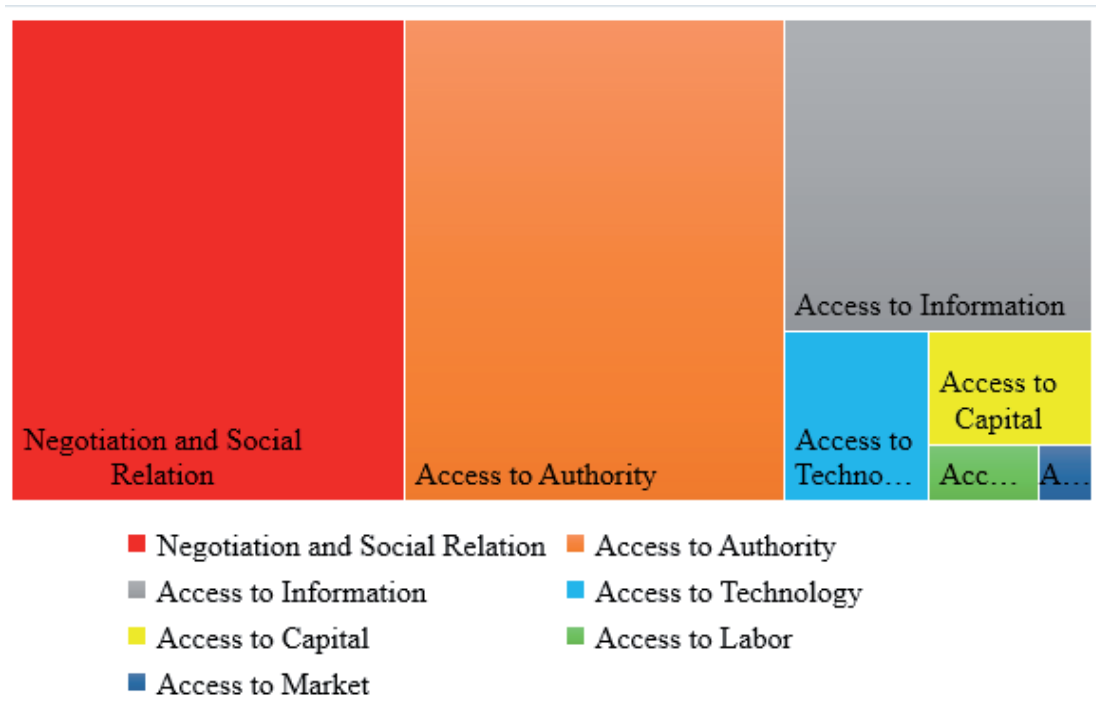 Negotiation and Social
Relation
Access to Authority
Access to Information
Access to
Techno...
Access to
Capital
Acc...
A...
Negotiation and Social Relation
Access to Authority
Access to Information
Access to Technology
Access to Capital
Access to Labor
Access to Market